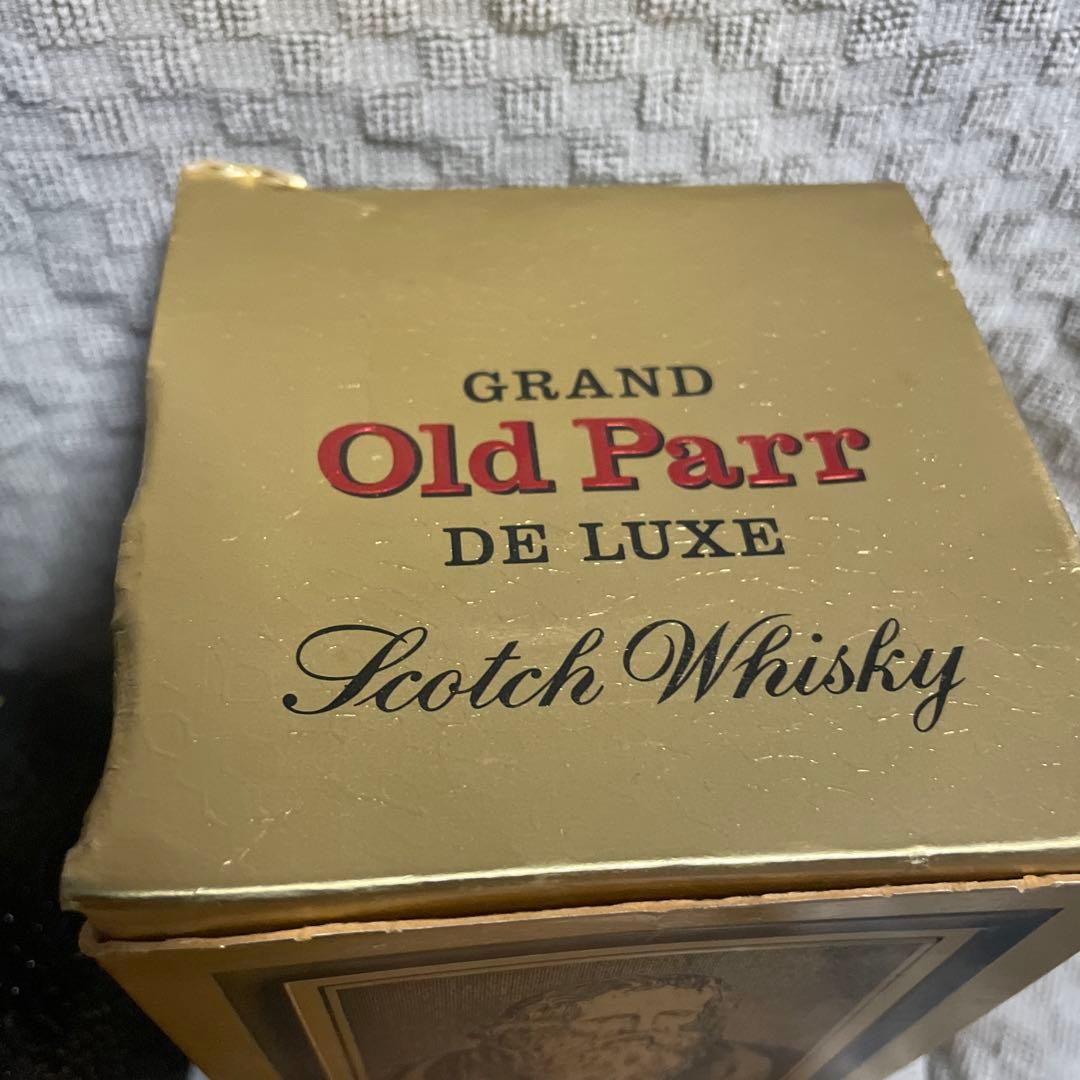 GRAND
Old Parr
DE LUXE
Scotch Whisky